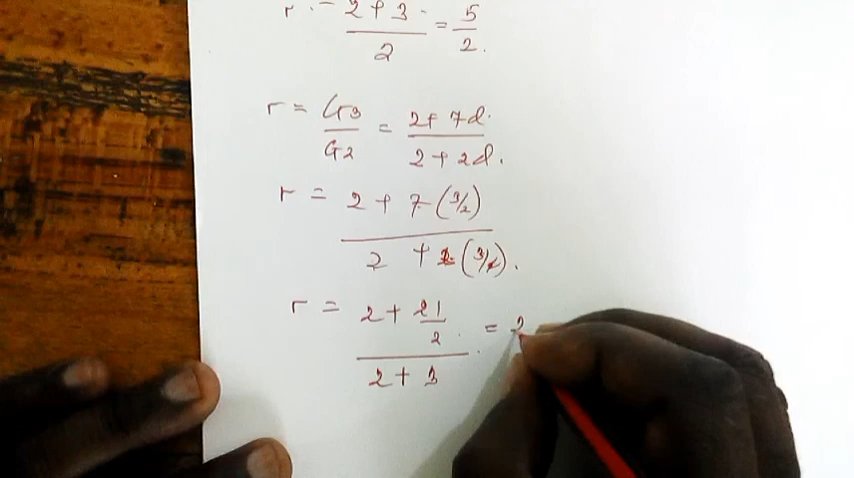 r = 2 + 3 / 2 = 5 / 2.
r = G3 / G2 = 2 + 7d. / 2 + 2d.
r = 2 + 7 (3/2) / 2 + 2 (3/2).
r = 2 + 21 / 2 . / 2 + 3 . = 2